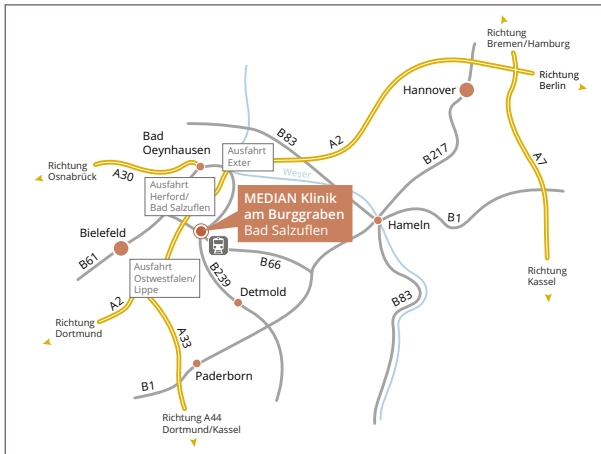 Richtung
Bremen/Hamburg
Richtung
Berlin
Hannover
B83
A2
B217
A7
Bad
Oeynhausen
Ausfahrt
Exter
Richtung
Osnabrück
A30
Weser
Ausfahrt
Herford/
Bad Salzuflen
MEDIAN Klinik
am Burggraben
Bad Salzuflen
Hameln
B1
Bielefeld
B61
B66
Ausfahrt
Ostwestfalen/
Lippe
B239
Detmold
Richtung
Kassel
B83
A2
Richtung
Dortmund
A33
Paderborn
B1
Richtung A44
Dortmund/Kassel